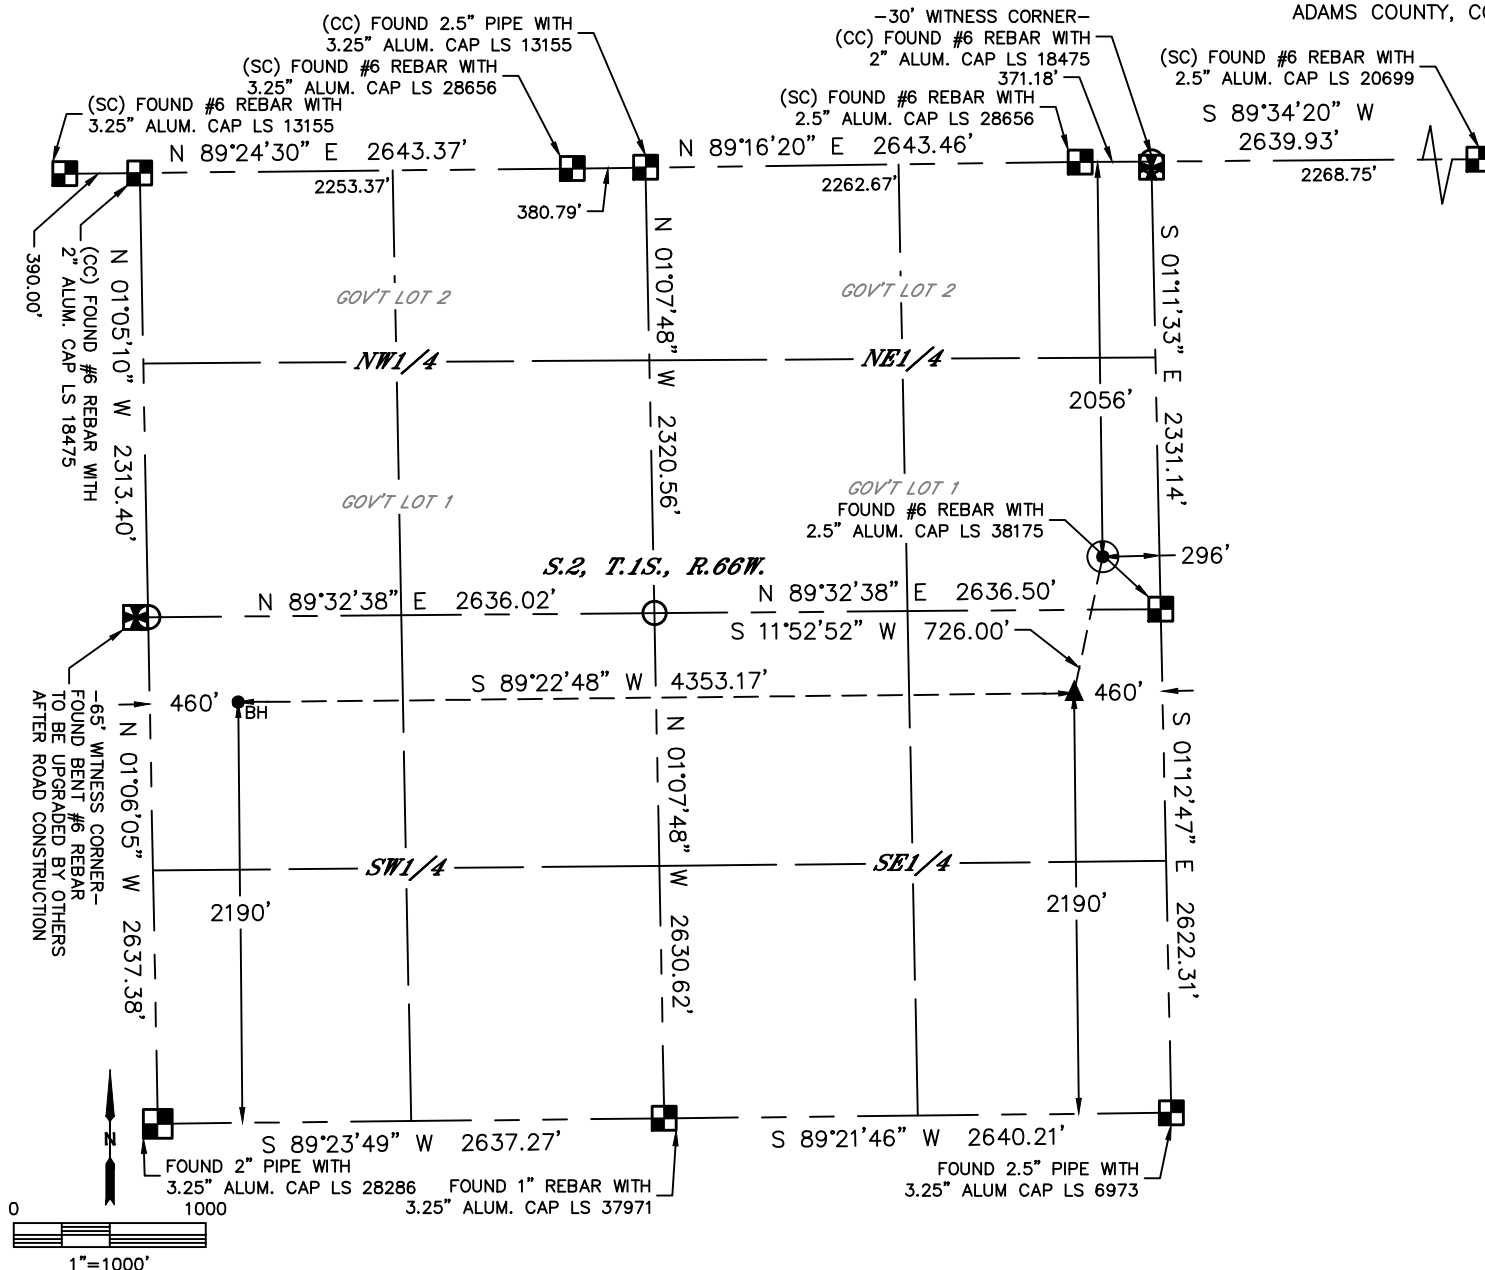 ADAMS COUNTY,
(CC) FOUND 2.5" PIPE WITH
3.25" ALUM. CAP LS 13155
(SC) FOUND #6 REBAR WITH
3.25" ALUM. CAP LS 28656
(SC) FOUND #6 REBAR WITH
3.25" ALUM. CAP LS 13155
-30' WITNESS CORNER-
(CC) FOUND #6 REBAR WITH
2" ALUM. CAP LS 18475
371.18'
(SC) FOUND #6 REBAR WITH
2.5" ALUM. CAP LS 28656
(SC) FOUND #6 REBAR WITH
2.5" ALUM. CAP LS 20699
S 89°34'20" W
2639.93'
2268.75'
N 89°24'30" E 2643.37'
2253.37'
380.79'
N 89°16'20" E 2643.46'
2262.67'
390.00'
(CC) FOUND #6 REBAR WITH
2" ALUM. CAP LS 18475
N 01°05'10" W 2313.40'
N 01°07'48" W 2320.56'
S 01°11'33" E 2331.14'
GOV'T LOT 2
GOV'T LOT 2
NW1/4
NE1/4
2056'
GOV'T LOT 1
GOV'T LOT 1
FOUND #6 REBAR WITH
2.5" ALUM. CAP LS 38175
296'
S.2, T.1S., R.66W.
N 89°32'38" E 2636.02'
N 89°32'38" E 2636.50'
S 11°52'52" W 726.00'
S 89°22'48" W 4353.17'
460'
BH
460'
-65' WITNESS CORNER-
FOUND BENT #6 REBAR
TO BE UPGRADED BY OTHERS
AFTER ROAD CONSTRUCTION
N 01°06'05" W 2637.38'
N 01°07'48" W 2630.62'
S 01°12'47" E 2622.31'
SW1/4
SE1/4
2190'
2190'
S 89°23'49" W 2637.27'
S 89°21'46" W 2640.21'
FOUND 2" PIPE WITH
3.25" ALUM. CAP LS 28286
FOUND 1" REBAR WITH
3.25" ALUM. CAP LS 37971
FOUND 2.5" PIPE WITH
3.25" ALUM CAP LS 6973
N
0 1000
1"=1000'